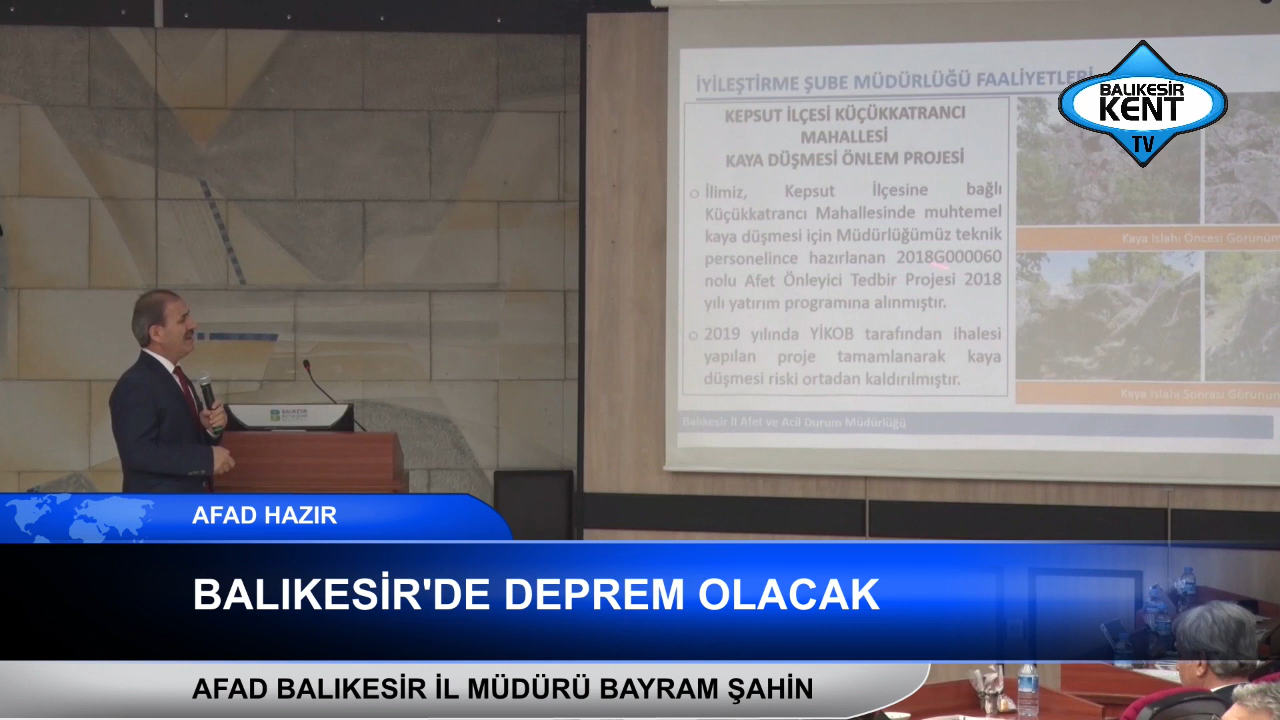 İYİLEŞTİRME ŞUBE MÜDÜRLÜĞÜ FAALİYETLERİ
KEPSUT İLÇESİ KÜÇÜKKATRANCI
MAHALLESİ
KAYA DÜŞMESİ ÖNLEM PROJESİ
o İlimiz, Kepsut İlçesine bağlı
Küçükkatrancı Mahallesinde muhtemel
kaya düşmesi için Müdürlüğümüz teknik
personelince hazırlanan 2018G000060
nolu Afet Önleyici Tedbir Projesi 2018
yılı yatırım programına alınmıştır.
o 2019 yılında YİKOB tarafından ihalesi
yapılan proje tamamlanarak kaya
düşmesi riski ortadan kaldırılmıştır.
Kaya Islahı Öncesi Görünüm
Kaya Islahı Sonrası Görünüm
Balıkesir İl Afet ve Acil Durum Müdürlüğü
BALIKESİR
KENT
TV
BALIKESİR
AFAD HAZIR
BALIKESİR'DE DEPREM OLACAK
AFAD BALIKESİR İL MÜDÜRÜ BAYRAM ŞAHİN